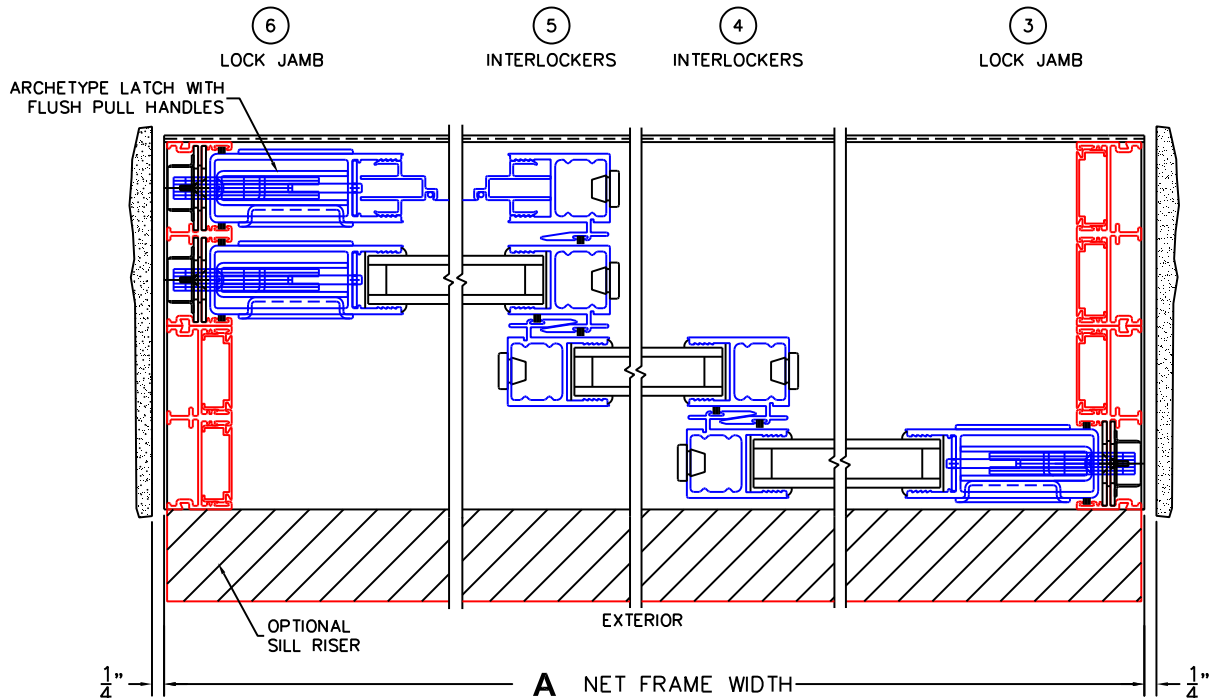 6 5 4 3
LOCK JAMB INTERLOCKERS INTERLOCKERS LOCK JAMB
ARCHETYPE LATCH WITH
FLUSH PULL HANDLES
EXTERIOR
OPTIONAL
SILL RISER
1/4" A NET FRAME WIDTH 1/4"